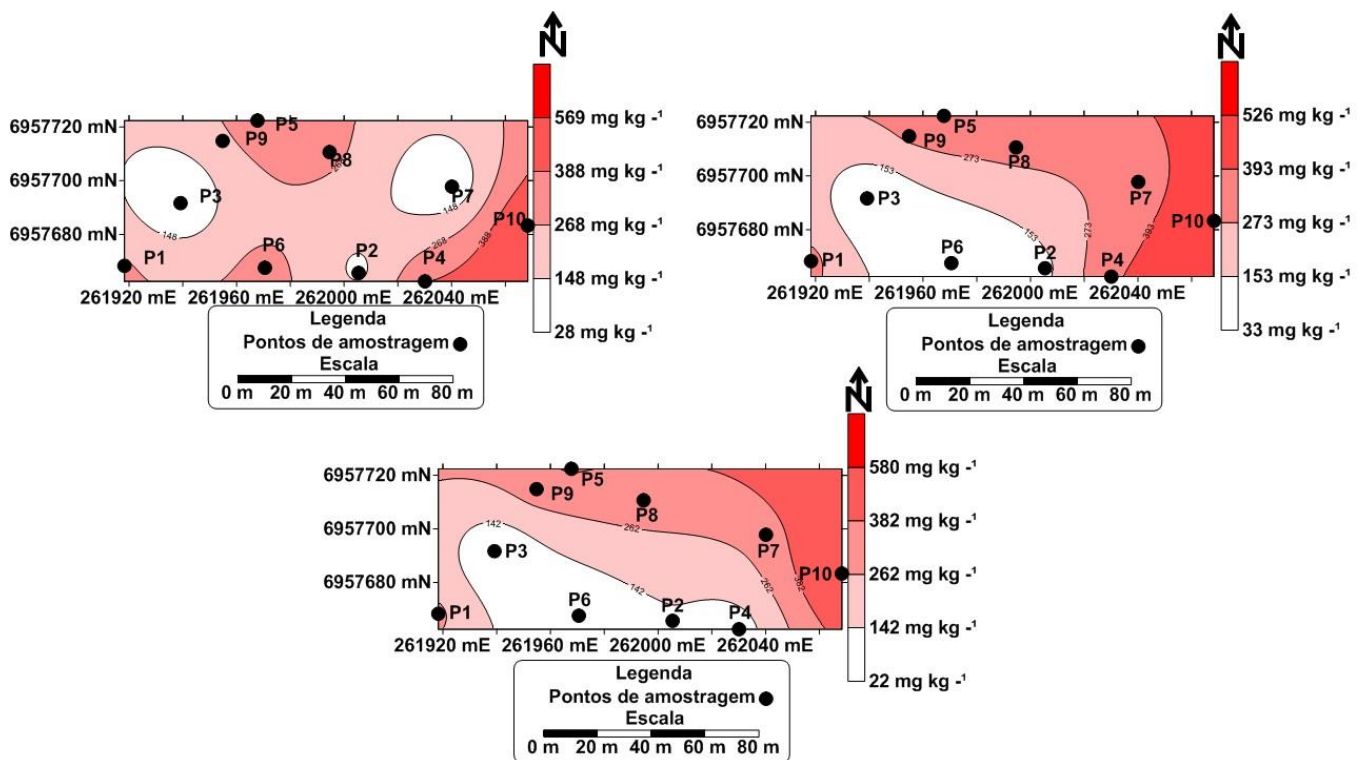 N
569 mg kg -1
388 mg kg -1
268 mg kg -1
148 mg kg -1
28 mg kg -1
6957720 mN
6957700 mN
6957680 mN
P5
P9
P8
P3
P7
P10
P1
P6
P2
P4
148
148
268
388
261920 mE 261960 mE 262000 mE 262040 mE
Legenda
Pontos de amostragem
Escala
0 m 20 m 40 m 60 m 80 m
N
526 mg kg -1
393 mg kg -1
273 mg kg -1
153 mg kg -1
33 mg kg -1
6957720 mN
6957700 mN
6957680 mN
P5
P9
P8
P3
P7
P10
P1
P6
P2
P4
273
153
153
273
393
261920 mE 261960 mE 262000 mE 262040 mE
Legenda
Pontos de amostragem
Escala
0 m 20 m 40 m 60 m 80 m
N
580 mg kg -1
382 mg kg -1
262 mg kg -1
142 mg kg -1
22 mg kg -1
6957720 mN
6957700 mN
6957680 mN
P5
P9
P8
P3
P7
P10
P1
P6
P2
P4
142
262
142
262
382
261920 mE 261960 mE 262000 mE 262040 mE
Legenda
Pontos de amostragem
Escala
0 m 20 m 40 m 60 m 80 m